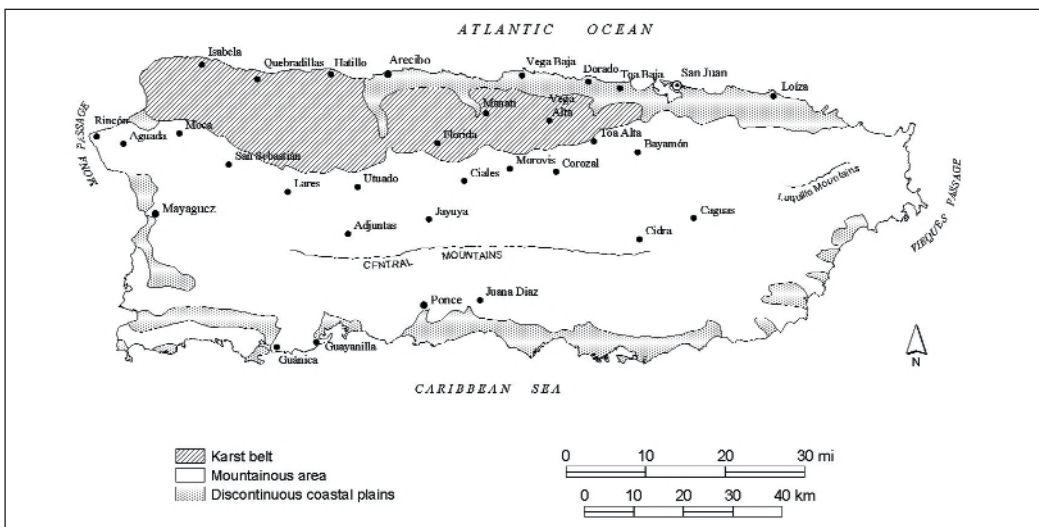 ATLANTIC OCEAN
Isabela
Quebradillas
Hatillo
Arecibo
Vega Baja
Dorado
Toa Baja
San Juan
Loíza
Manatí
Vega
Alta
Rincón
Aguada
Moca
Florida
Toa Alta
Bayamón
MONA PASSAGE
San Sebastián
Morovis
Corozal
Ciales
Lares
Utuado
Luquillo Mountains
VIEQUES PASSAGE
Mayaguez
Jayuya
Caguas
Adjuntas
Cidra
CENTRAL MOUNTAINS
Ponce
Juana Díaz
Guánica
Guayanilla
N
CARIBBEAN SEA
Karst belt
Mountainous area
Discontinuous coastal plains
0 10 20 30 mi
0 10 20 30 40 km